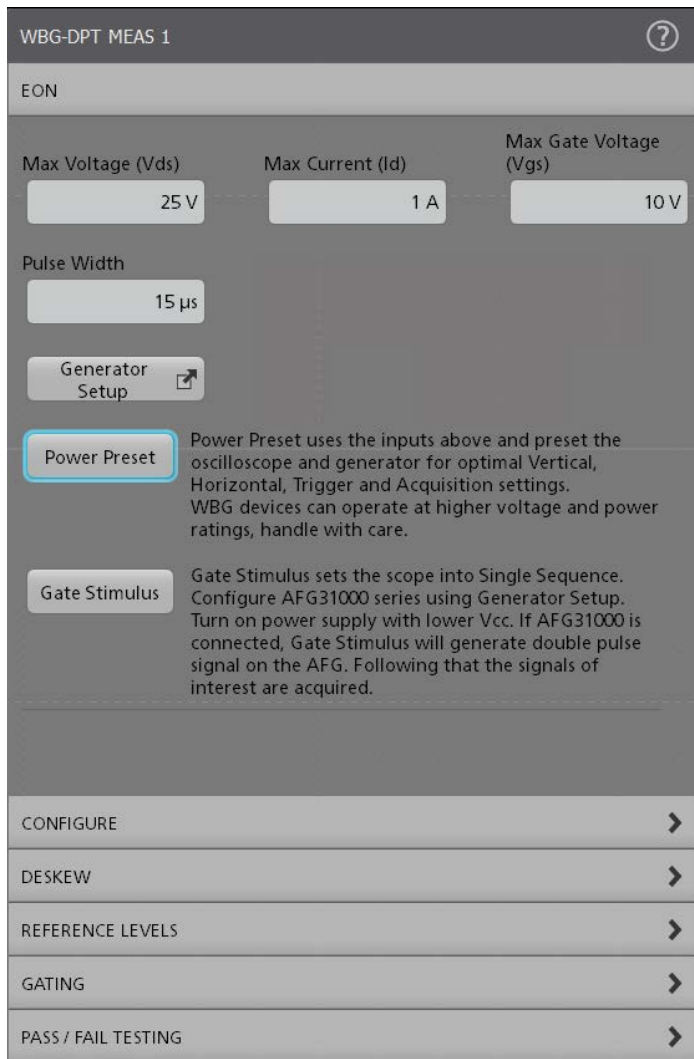 WBG-DPT MEAS 1
?
EON
Max Voltage (Vds)
Max Current (Id)
Max Gate Voltage
(Vgs)
25 V
1 A
10 V
Pulse Width
15 µs
Generator
Setup
Power Preset
Power Preset uses the inputs above and preset the
oscilloscope and generator for optimal Vertical,
Horizontal, Trigger and Acquisition settings.
WBG devices can operate at higher voltage and power
ratings, handle with care.
Gate Stimulus
Gate Stimulus sets the scope into Single Sequence.
Configure AFG31000 series using Generator Setup.
Turn on power supply with lower Vcc. If AFG31000 is
connected, Gate Stimulus will generate double pulse
signal on the AFG. Following that the signals of
interest are acquired.
CONFIGURE
DESKEW
REFERENCE LEVELS
GATING
PASS / FAIL TESTING